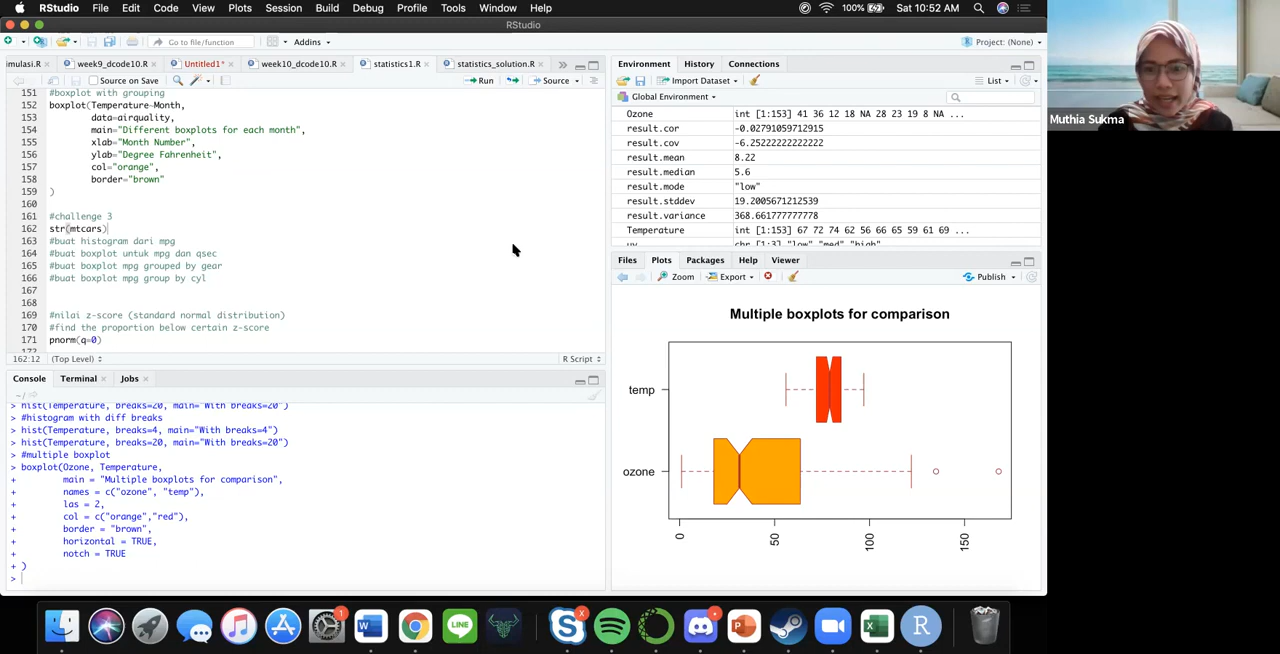 RStudio File Edit Code View Plots Session Build Debug Profile Tools Window Help 100% Sat 10:52 AM
RStudio
Go to file/function Addins Project: (None)
imulasi.R week9_dcode10.R Untitled1* week10_dcode10.R statistics1.R statistics_solution.R
Source on Save Run Source
151 #boxplot with grouping
152 boxplot(Temperature~Month,
153 data=airquality,
154 main="Different boxplots for each month",
155 xlab="Month Number",
156 ylab="Degree Fahrenheit",
157 col="orange",
158 border="brown"
159 )
160
161 #challenge 3
162 str(mtcars)
163 #buat histogram dari mpg
164 #buat boxplot untuk mpg dan qsec
165 #buat boxplot mpg grouped by gear
166 #buat boxplot mpg group by cyl
167
168
169 #nilai z-score (standard normal distribution)
170 #find the proportion below certain z-score
171 pnorm(q=0)
172
162:12 (Top Level) R Script
Console Terminal Jobs
~/
> hist(Temperature, breaks=20, main="With breaks=20")
> #histogram with diff breaks
> hist(Temperature, breaks=4, main="With breaks=4")
> hist(Temperature, breaks=20, main="With breaks=20")
> #multiple boxplot
> boxplot(Ozone, Temperature,
+ main = "Multiple boxplots for comparison",
+ names = c("ozone", "temp"),
+ las = 2,
+ col = c("orange","red"),
+ border = "brown",
+ horizontal = TRUE,
+ notch = TRUE
+ )
>
Environment History Connections
Import Dataset List
Global Environment
Ozone int [1:153] 41 36 12 18 NA 28 23 19 8 NA ...
result.cor -0.02791059712915
result.cov -6.25222222222222
result.mean 8.22
result.median 5.6
result.mode "low"
result.stddev 19.2005671212539
result.variance 368.661777777778
Temperature int [1:153] 67 72 74 62 56 66 65 59 61 69 ...
uv chr [1:3] "low" "med" "high"
Files Plots Packages Help Viewer
Zoom Export Publish
Multiple boxplots for comparison
temp
ozone
0 50 100 150
Muthia Sukma
1
LINE